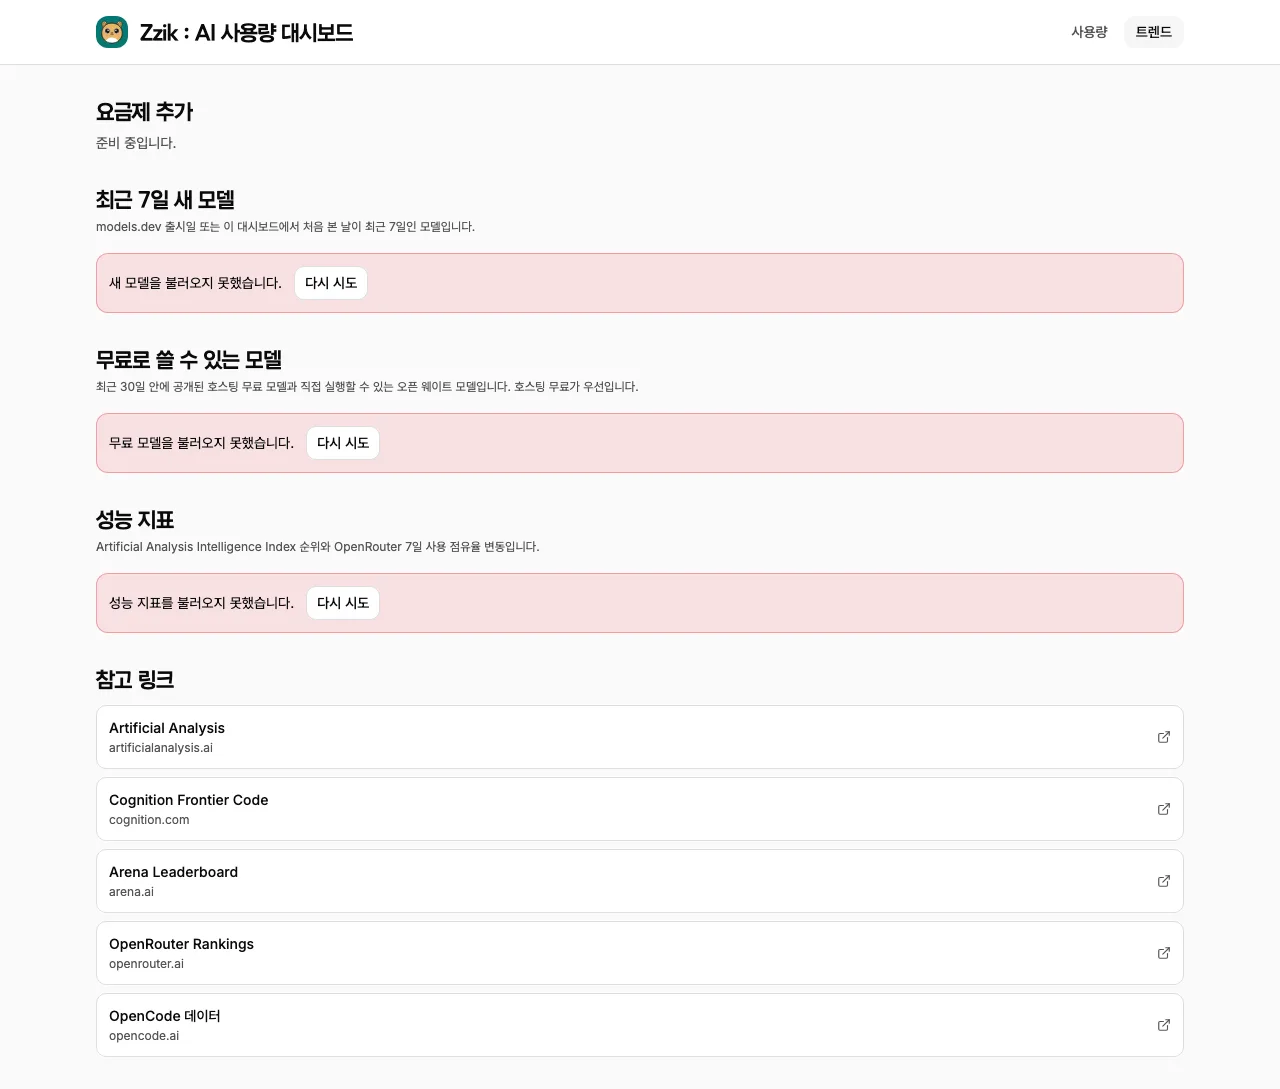 Zzik : AI 사용량 대시보드
사용량
트렌드
요금제 추가
준비 중입니다.
최근 7일 새 모델
models.dev 출시일 또는 이 대시보드에서 처음 본 날이 최근 7일인 모델입니다.
새 모델을 불러오지 못했습니다.
다시 시도
무료로 쓸 수 있는 모델
최근 30일 안에 공개된 호스팅 무료 모델과 직접 실행할 수 있는 오픈 웨이트 모델입니다. 호스팅 무료가 우선입니다.
무료 모델을 불러오지 못했습니다.
다시 시도
성능 지표
Artificial Analysis Intelligence Index 순위와 OpenRouter 7일 사용 점유율 변동입니다.
성능 지표를 불러오지 못했습니다.
다시 시도
참고 링크
Artificial Analysis
artificialanalysis.ai
Cognition Frontier Code
cognition.com
Arena Leaderboard
arena.ai
OpenRouter Rankings
openrouter.ai
OpenCode 데이터
opencode.ai